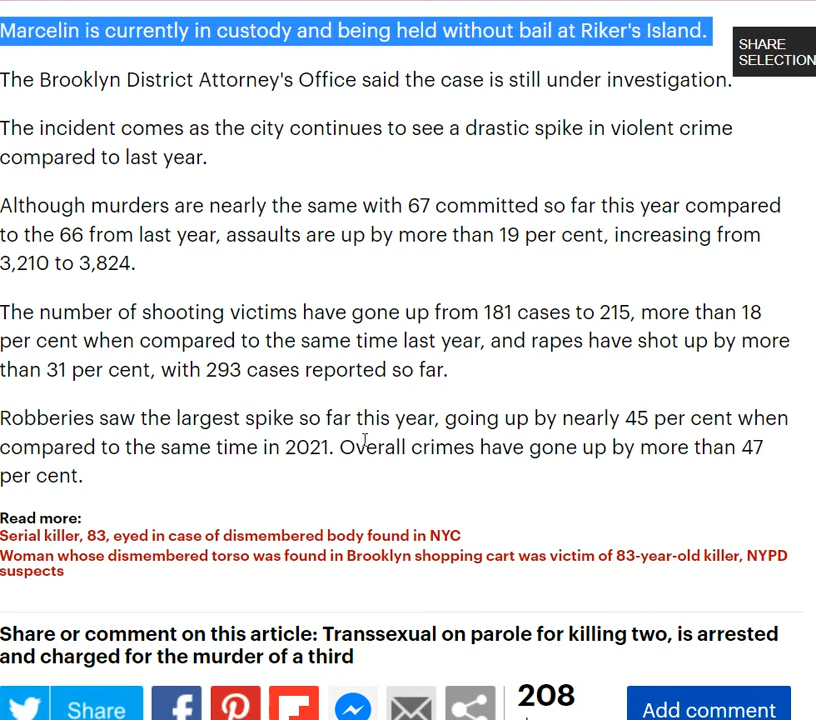 Marcelin is currently in custody and being held without bail at Riker's Island.
SHARE
SELECTION
The Brooklyn District Attorney's Office said the case is still under investigation.
The incident comes as the city continues to see a drastic spike in violent crime
compared to last year.
Although murders are nearly the same with 67 committed so far this year compared
to the 66 from last year, assaults are up by more than 19 per cent, increasing from
3,210 to 3,824.
The number of shooting victims have gone up from 181 cases to 215, more than 18
per cent when compared to the same time last year, and rapes have shot up by more
than 31 per cent, with 293 cases reported so far.
Robberies saw the largest spike so far this year, going up by nearly 45 per cent when
compared to the same time in 2021. Overall crimes have gone up by more than 47
per cent.
Read more:
Serial killer, 83, eyed in case of dismembered body found in NYC
Woman whose dismembered torso was found in Brooklyn shopping cart was victim of 83-year-old killer, NYPD
suspects
Share or comment on this article: Transsexual on parole for killing two, is arrested
and charged for the murder of a third
Share
208
Add comment